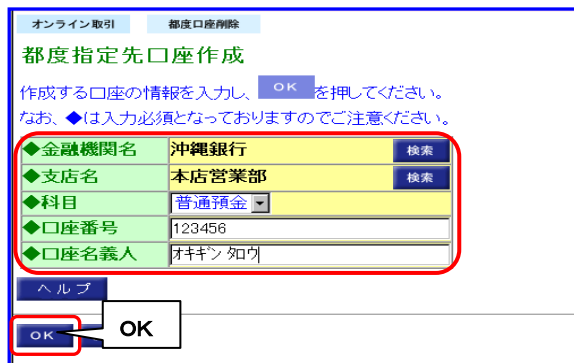 オンライン取引 都度口座削除
都度指定先口座作成
作成する口座の情報を入力し、 OK を押してください。
なお、◆は入力必須となっておりますのでご注意ください。
◆金融機関名 沖縄銀行 検索
◆支店名 本店営業部 検索
◆科目 普通預金
◆口座番号 123456
◆口座名義人 オキギン タロウ
ヘルプ
OK OK